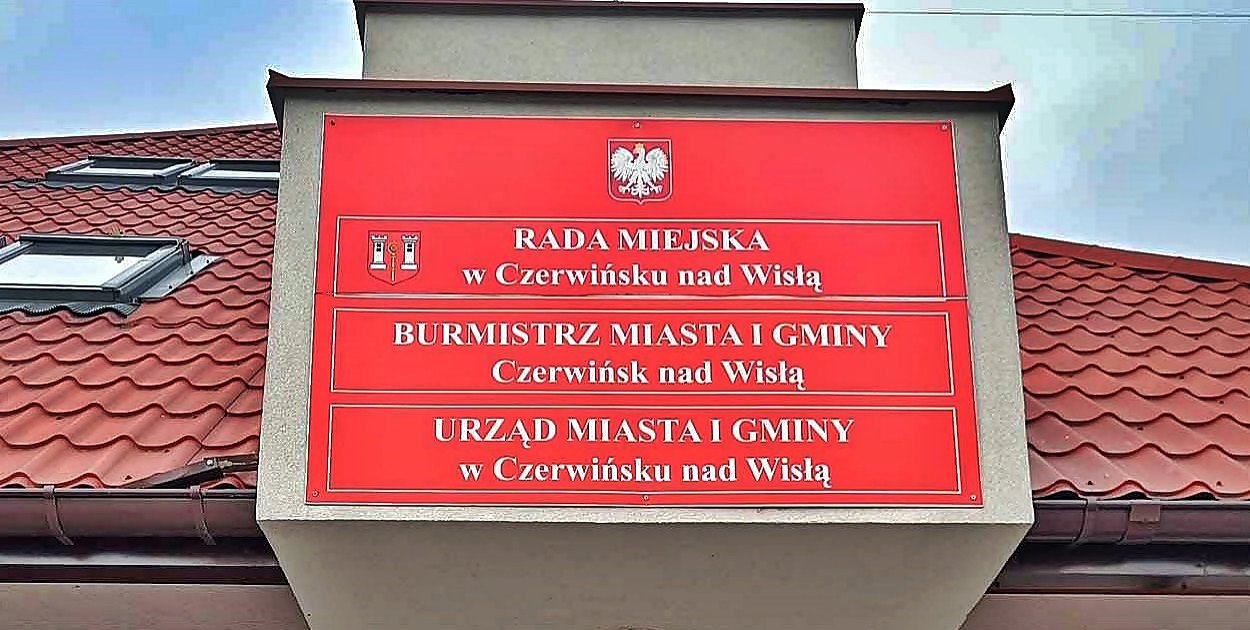 RADA MIEJSKA
w Czerwińsku nad Wisłą
BURMISTRZ MIASTA I GMINY
Czerwińsk nad Wisłą
URZĄD MIASTA I GMINY
w Czerwińsku nad Wisłą